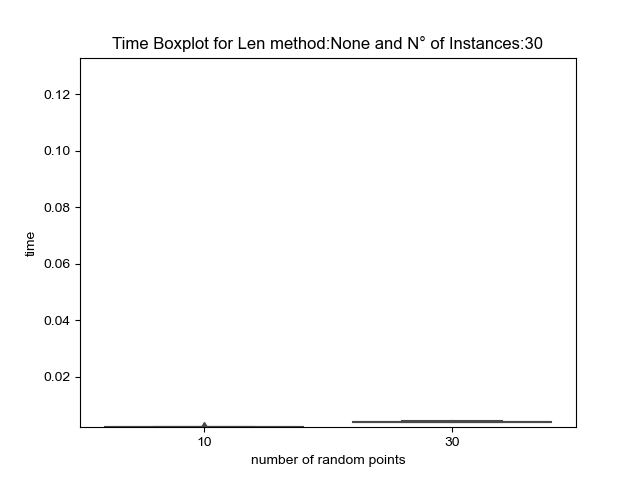 Time Boxplot for Len method:None and N° of Instances:30
0.12
0.10
0.08
0.06
0.04
0.02
time
10 30
number of random points